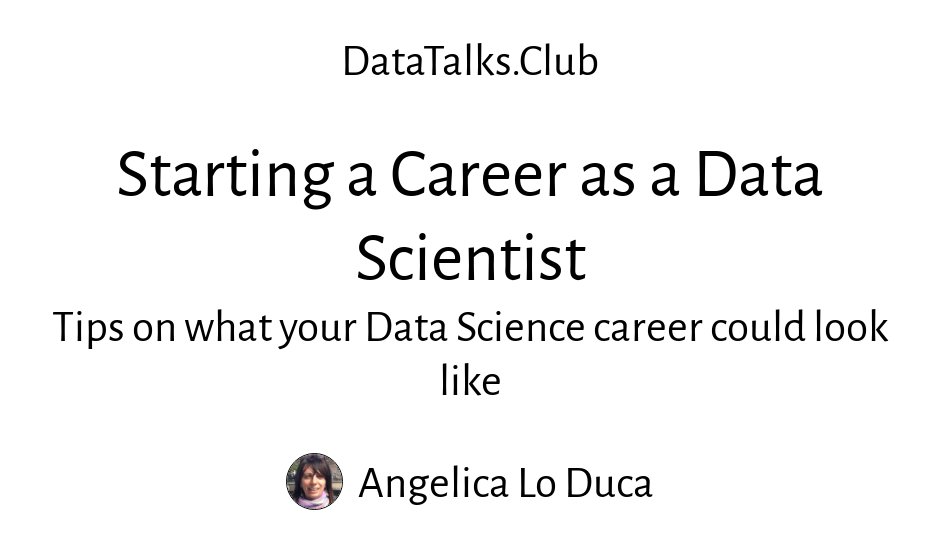 DataTalks.Club
Starting a Career as a Data
Scientist
Tips on what your Data Science career could look
like
Angelica Lo Duca